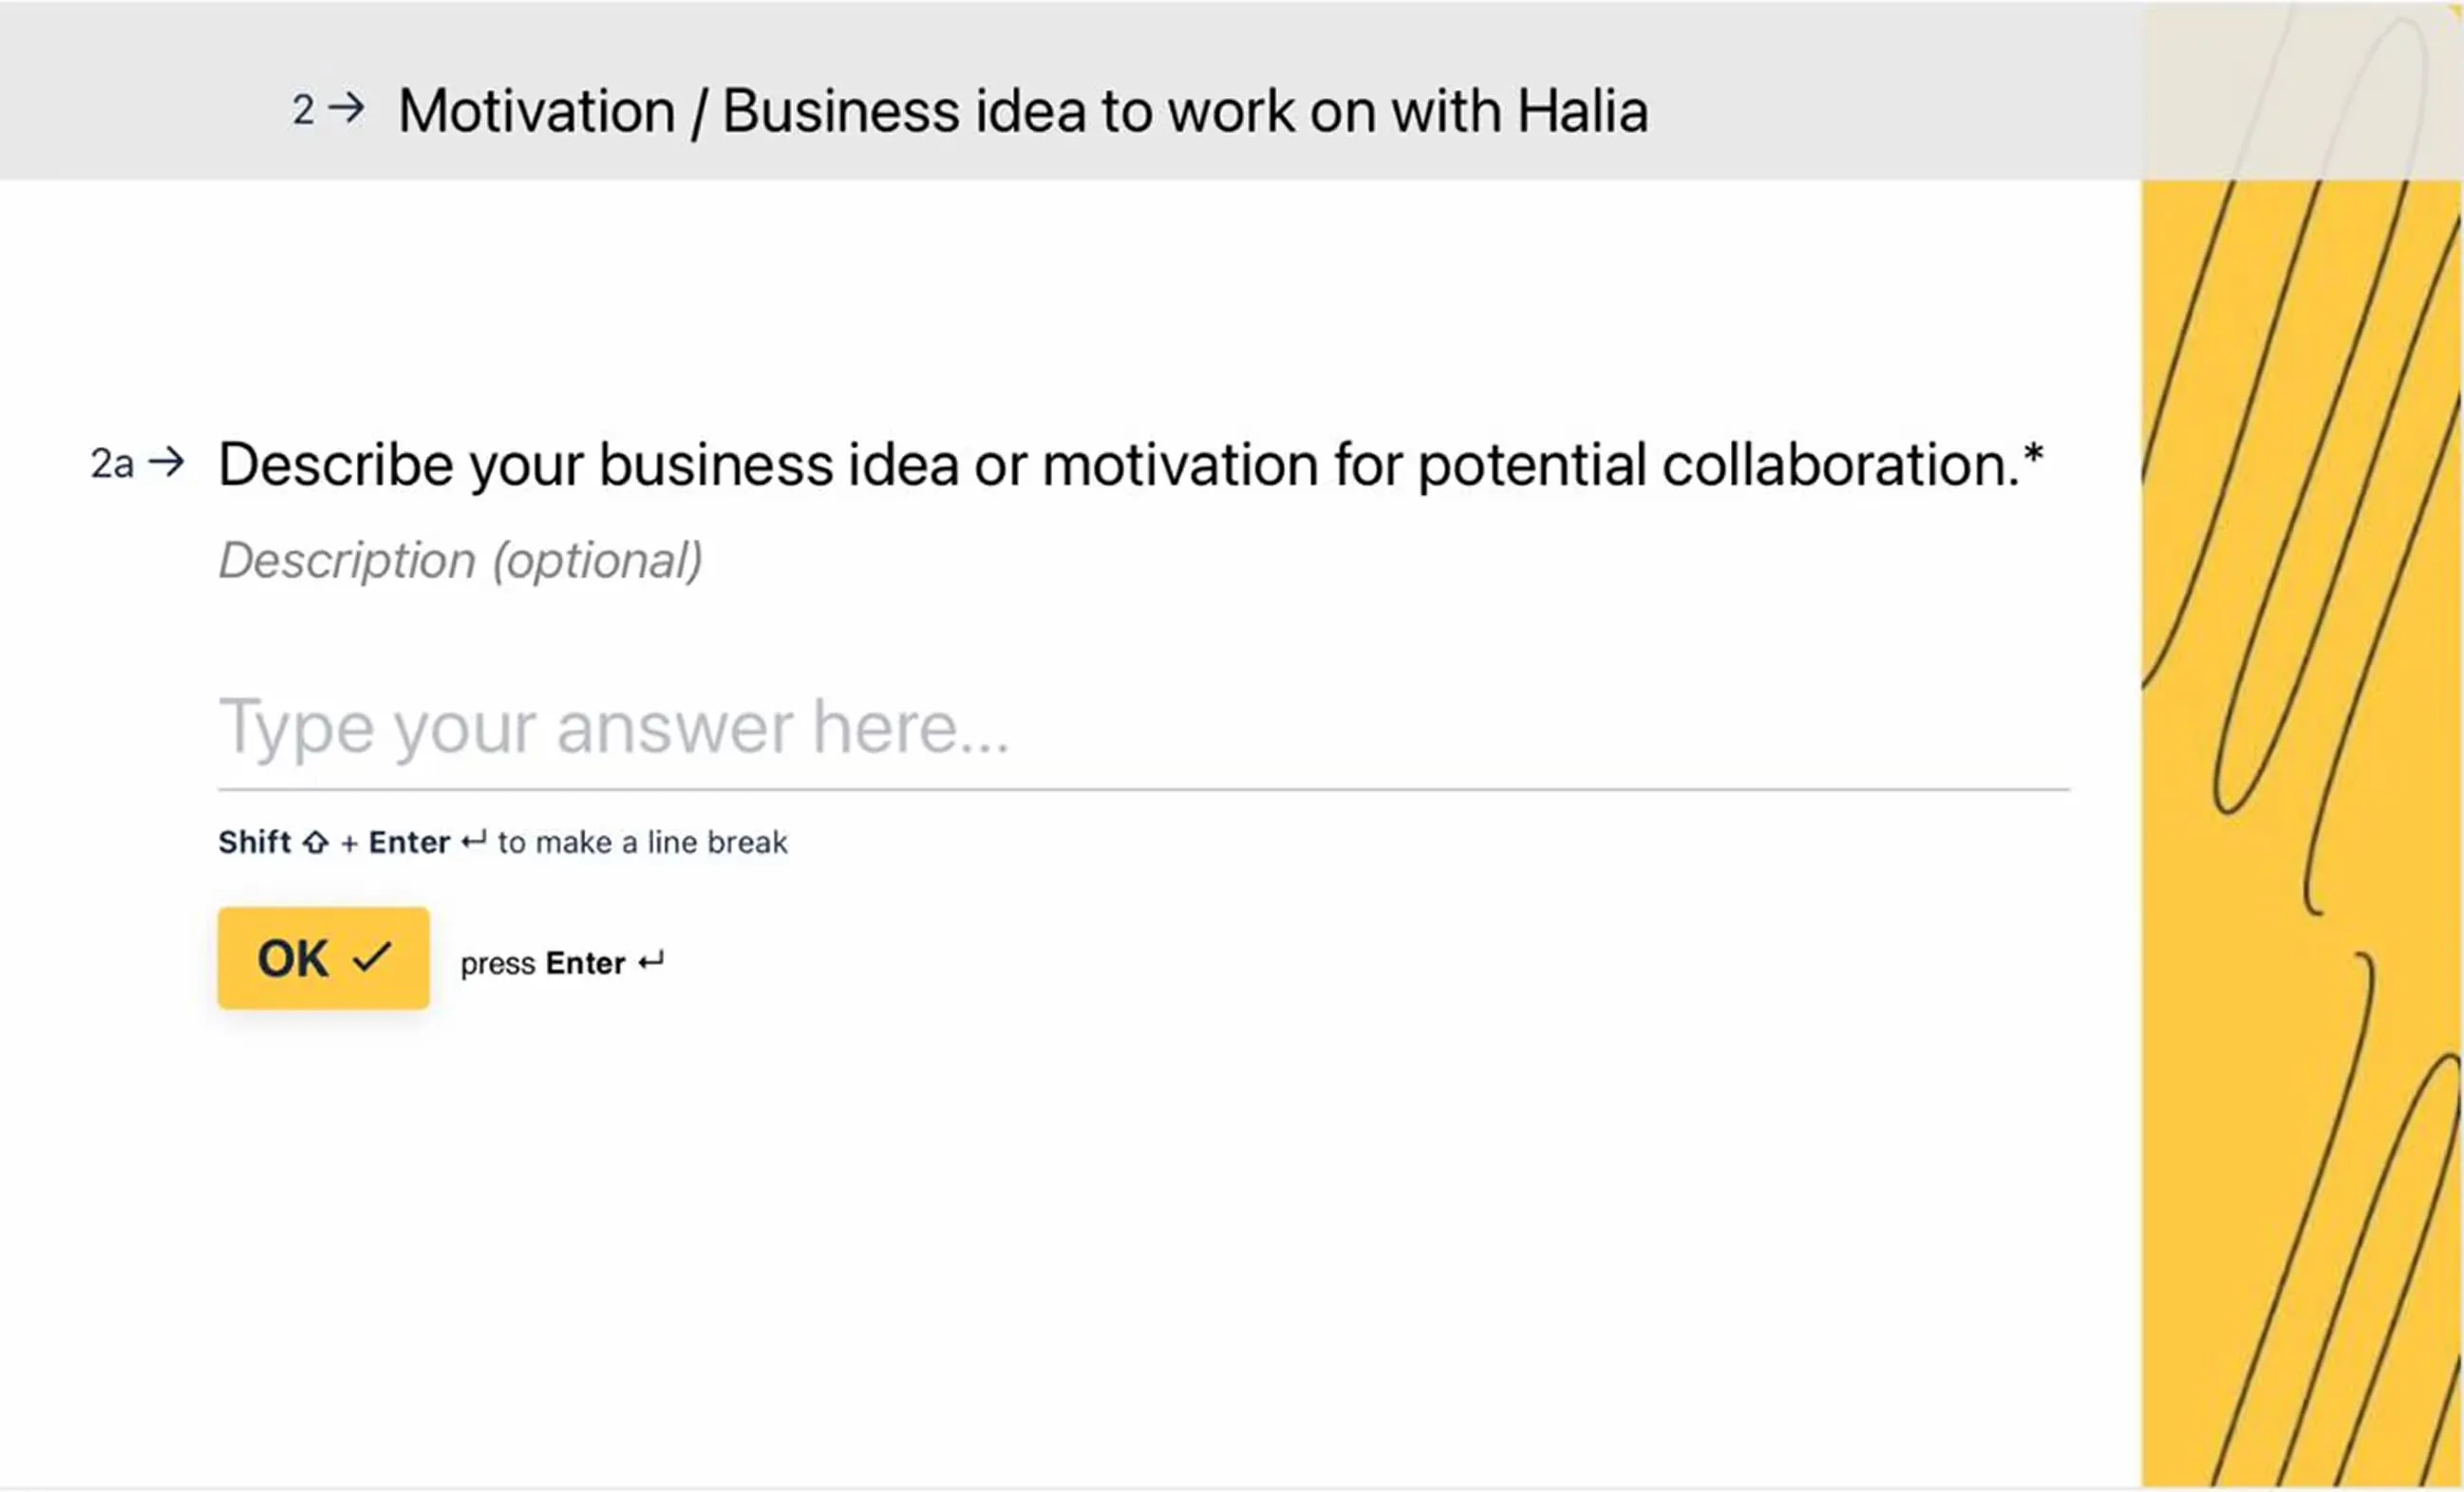 2 → Motivation / Business idea to work on with Halia
2a → Describe your business idea or motivation for potential collaboration.*
Description (optional)
Type your answer here...
Shift ⇧ + Enter ↵ to make a line break
OK ✓ press Enter ↵